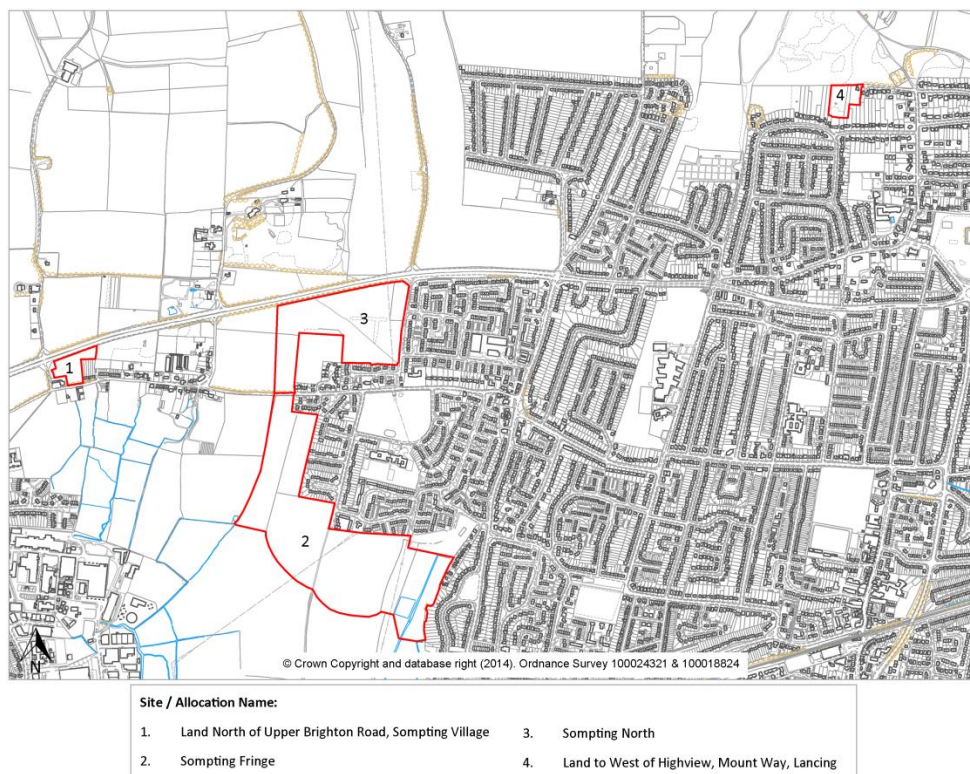 4
3
1
2
N
© Crown Copyright and database right (2014). Ordnance Survey 100024321 & 100018824
Site / Allocation Name:
1. Land North of Upper Brighton Road, Sompting Village
2. Sompting Fringe
3. Sompting North
4. Land to West of Highview, Mount Way, Lancing